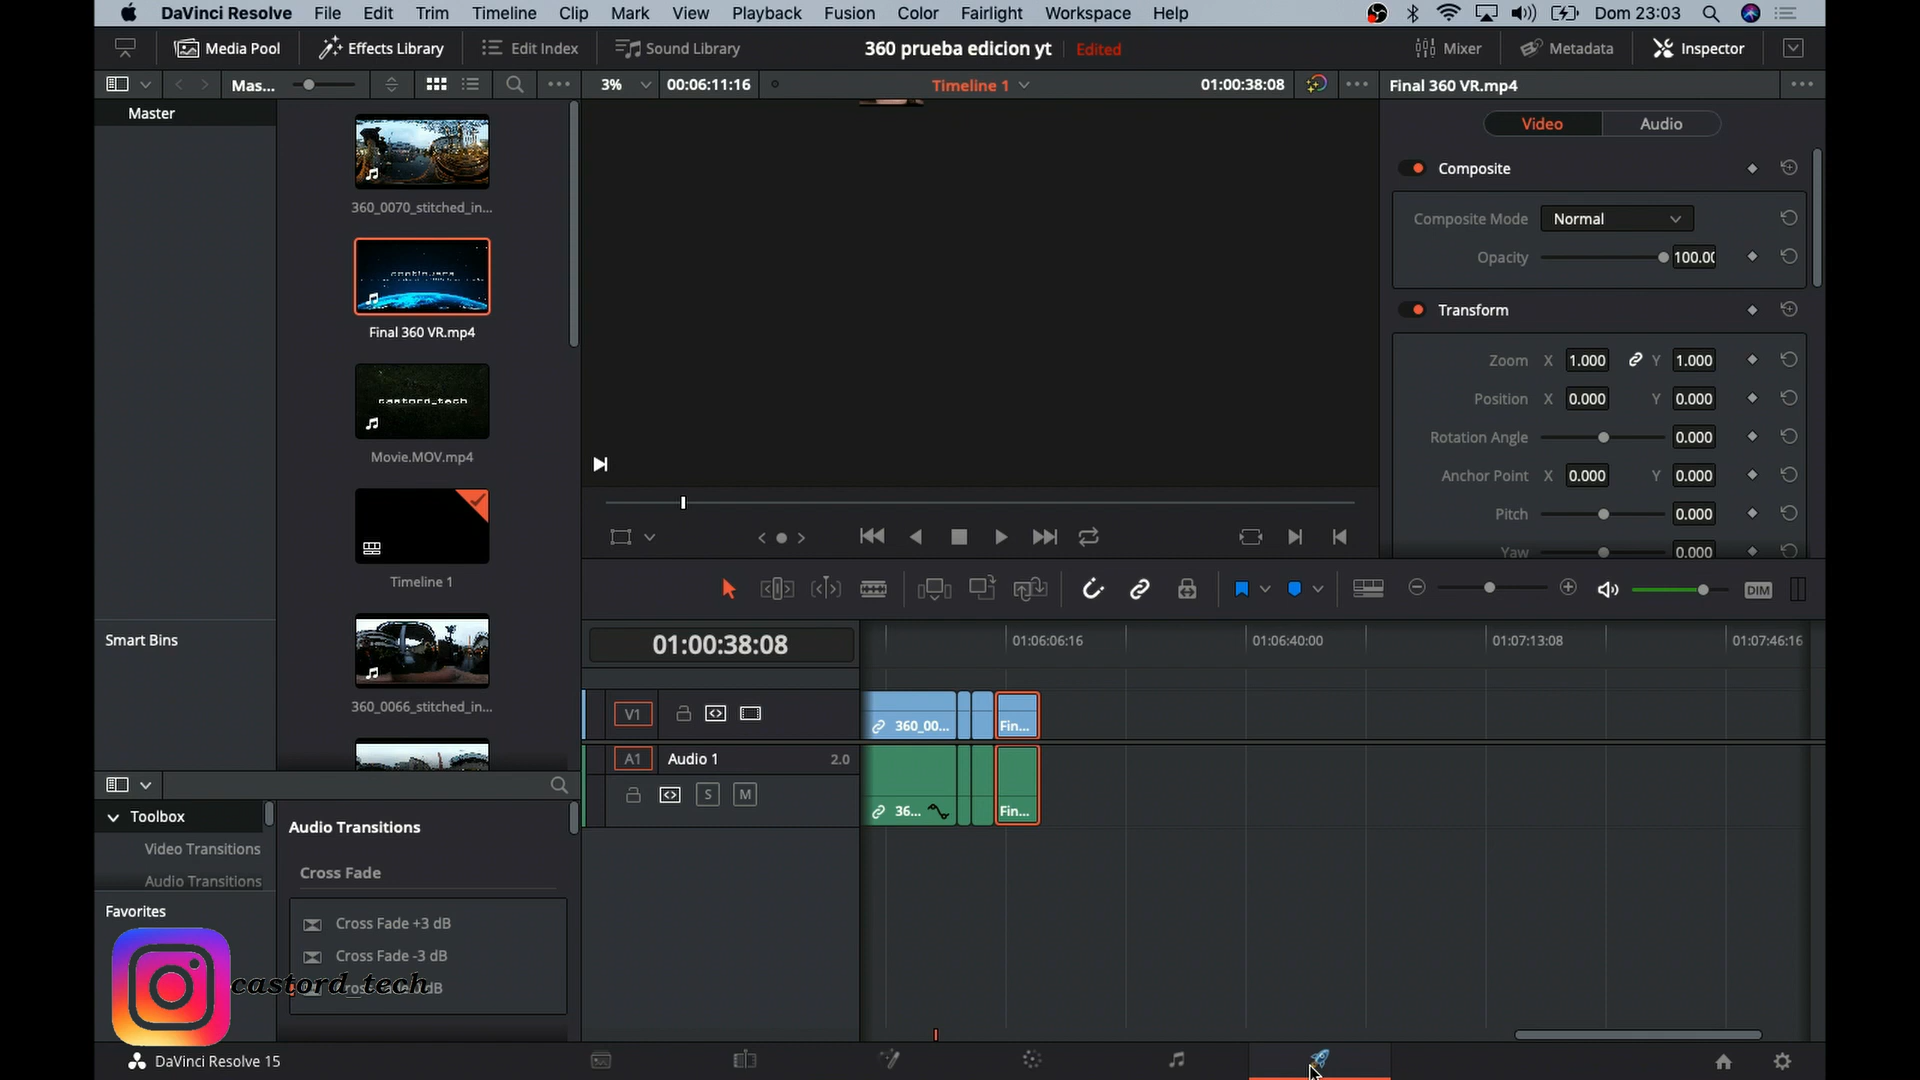 DaVinci Resolve File Edit Trim Timeline Clip Mark View Playback Fusion Color Fairlight Workspace Help Dom 23:03
Media Pool Effects Library Edit Index Sound Library 360 prueba edicion yt Edited Mixer Metadata Inspector
Mas... 3% 00:06:11:16 Timeline 1 01:00:38:08 Final 360 VR.mp4
Master
360_0070_stitched_in...
Final 360 VR.mp4
castord_tech
Movie.MOV.mp4
Timeline 1
360_0066_stitched_in...
Smart Bins
Video Audio
Composite
Composite Mode Normal
Opacity 100.00
Transform
Zoom X 1.000 Y 1.000
Position X 0.000 Y 0.000
Rotation Angle 0.000
Anchor Point X 0.000 Y 0.000
Pitch 0.000
Yaw 0.000
DIM
01:00:38:08 01:06:06:16 01:06:40:00 01:07:13:08 01:07:46:16
V1 360_00... Fin...
A1 Audio 1 2.0
S M 36... Fin...
Toolbox
Video Transitions
Audio Transitions
Favorites
Audio Transitions
Cross Fade
Cross Fade +3 dB
Cross Fade -3 dB
castord_tech
DaVinci Resolve 15